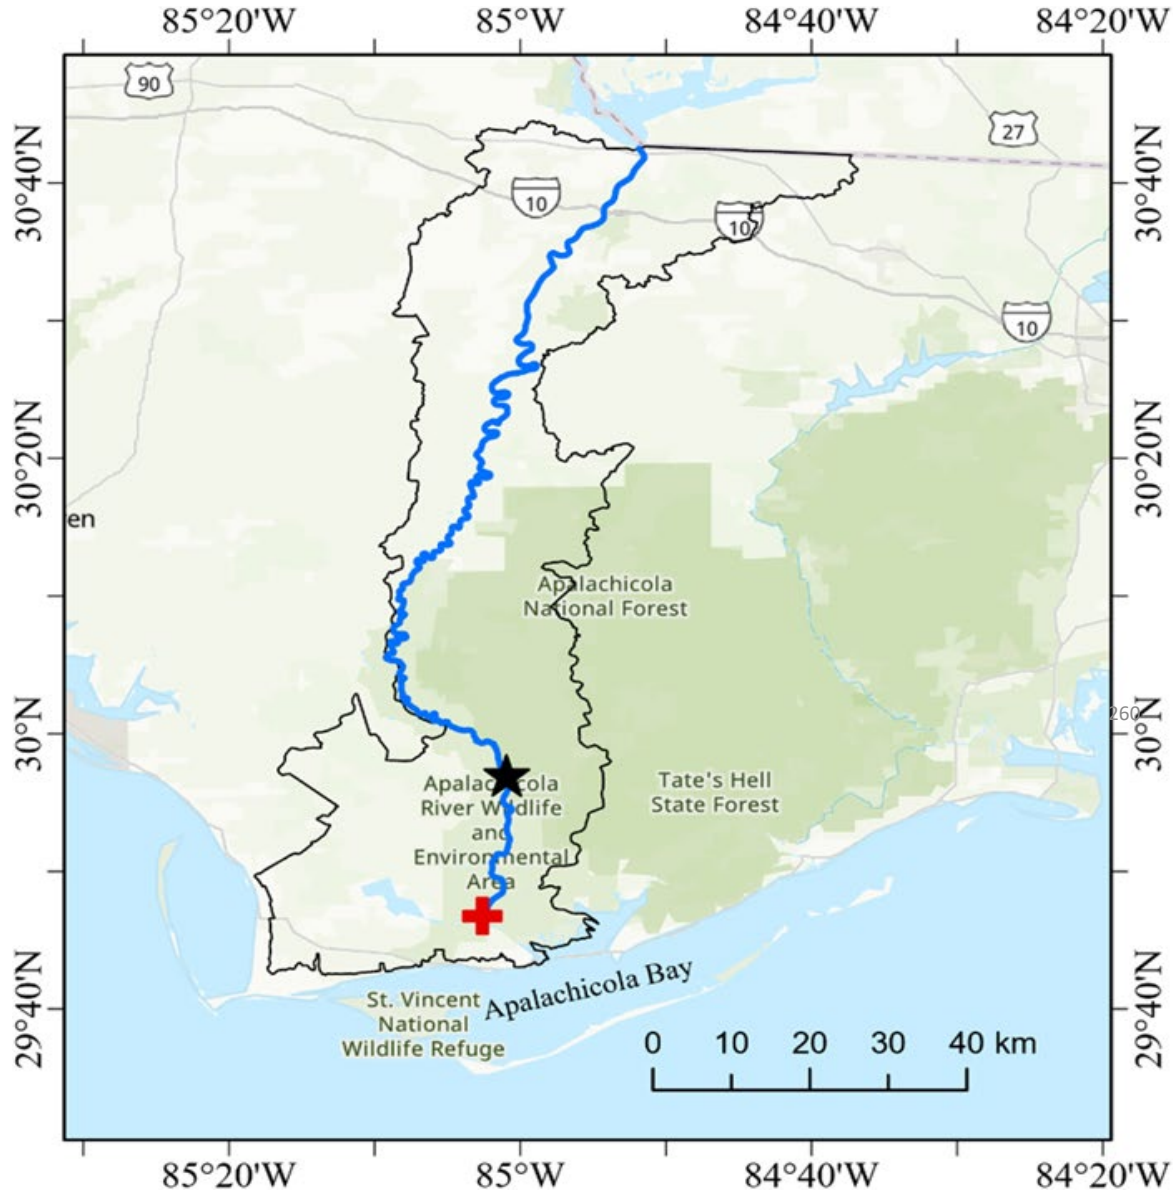 85°20'W 85°W 84°40'W 84°20'W
90
27
30°40'N 30°40'N
10
10
10
30°20'N 30°20'N
en
Apalachicola
National Forest
30°N 30°N
260
Apalachicola
River Wildlife
and
Environmental
Area
Tate's Hell
State Forest
Apalachicola Bay
St. Vincent
National
Wildlife Refuge
29°40'N 29°40'N
0 10 20 30 40 km
85°20'W 85°W 84°40'W 84°20'W